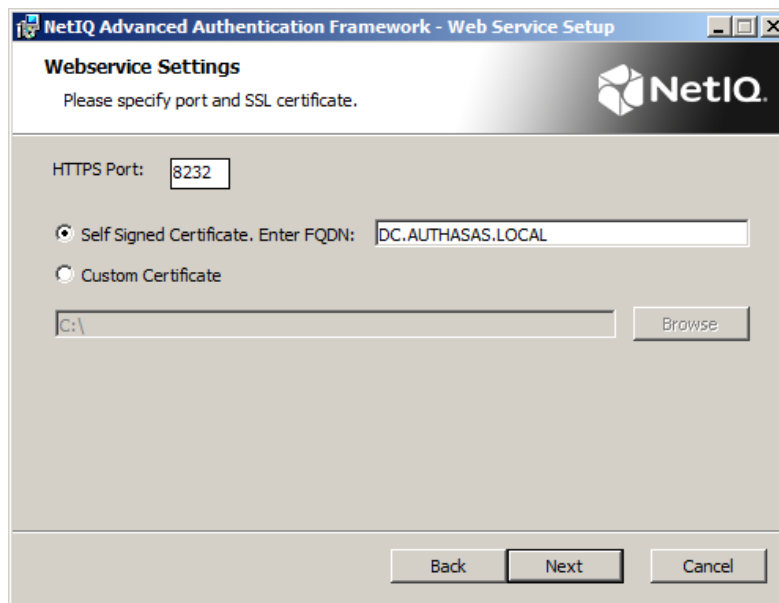 NetIQ Advanced Authentication Framework - Web Service Setup
Webservice Settings
Please specify port and SSL certificate.
NetIQ.
HTTPS Port: 8232
Self Signed Certificate. Enter FQDN: DC.AUTHASAS.LOCAL
Custom Certificate
C:\ Browse
Back Next Cancel